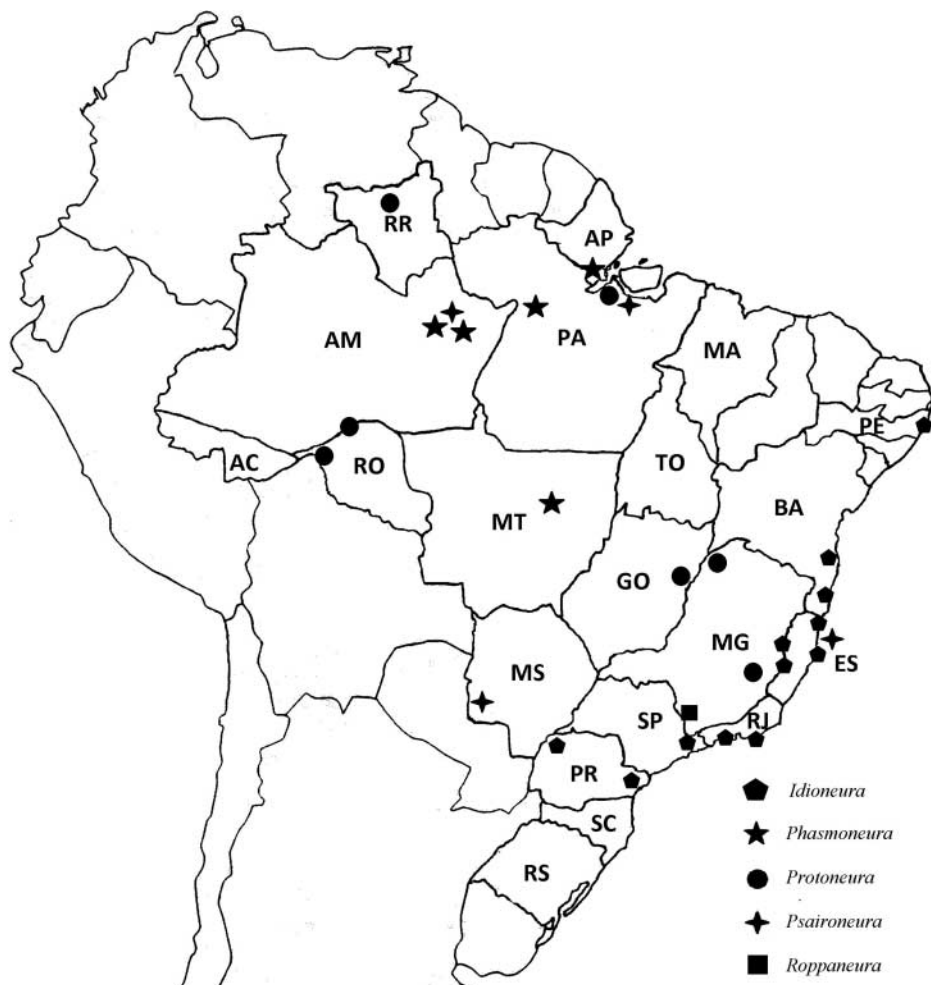 RR
AP
AM
PA
MA
PE
AC
RO
TO
MT
BA
GO
MG
MS
ES
SP
RJ
PR
SC
RS
Idioneura
Phasmoneura
Protoneura
Psaironeura
Roppaneura